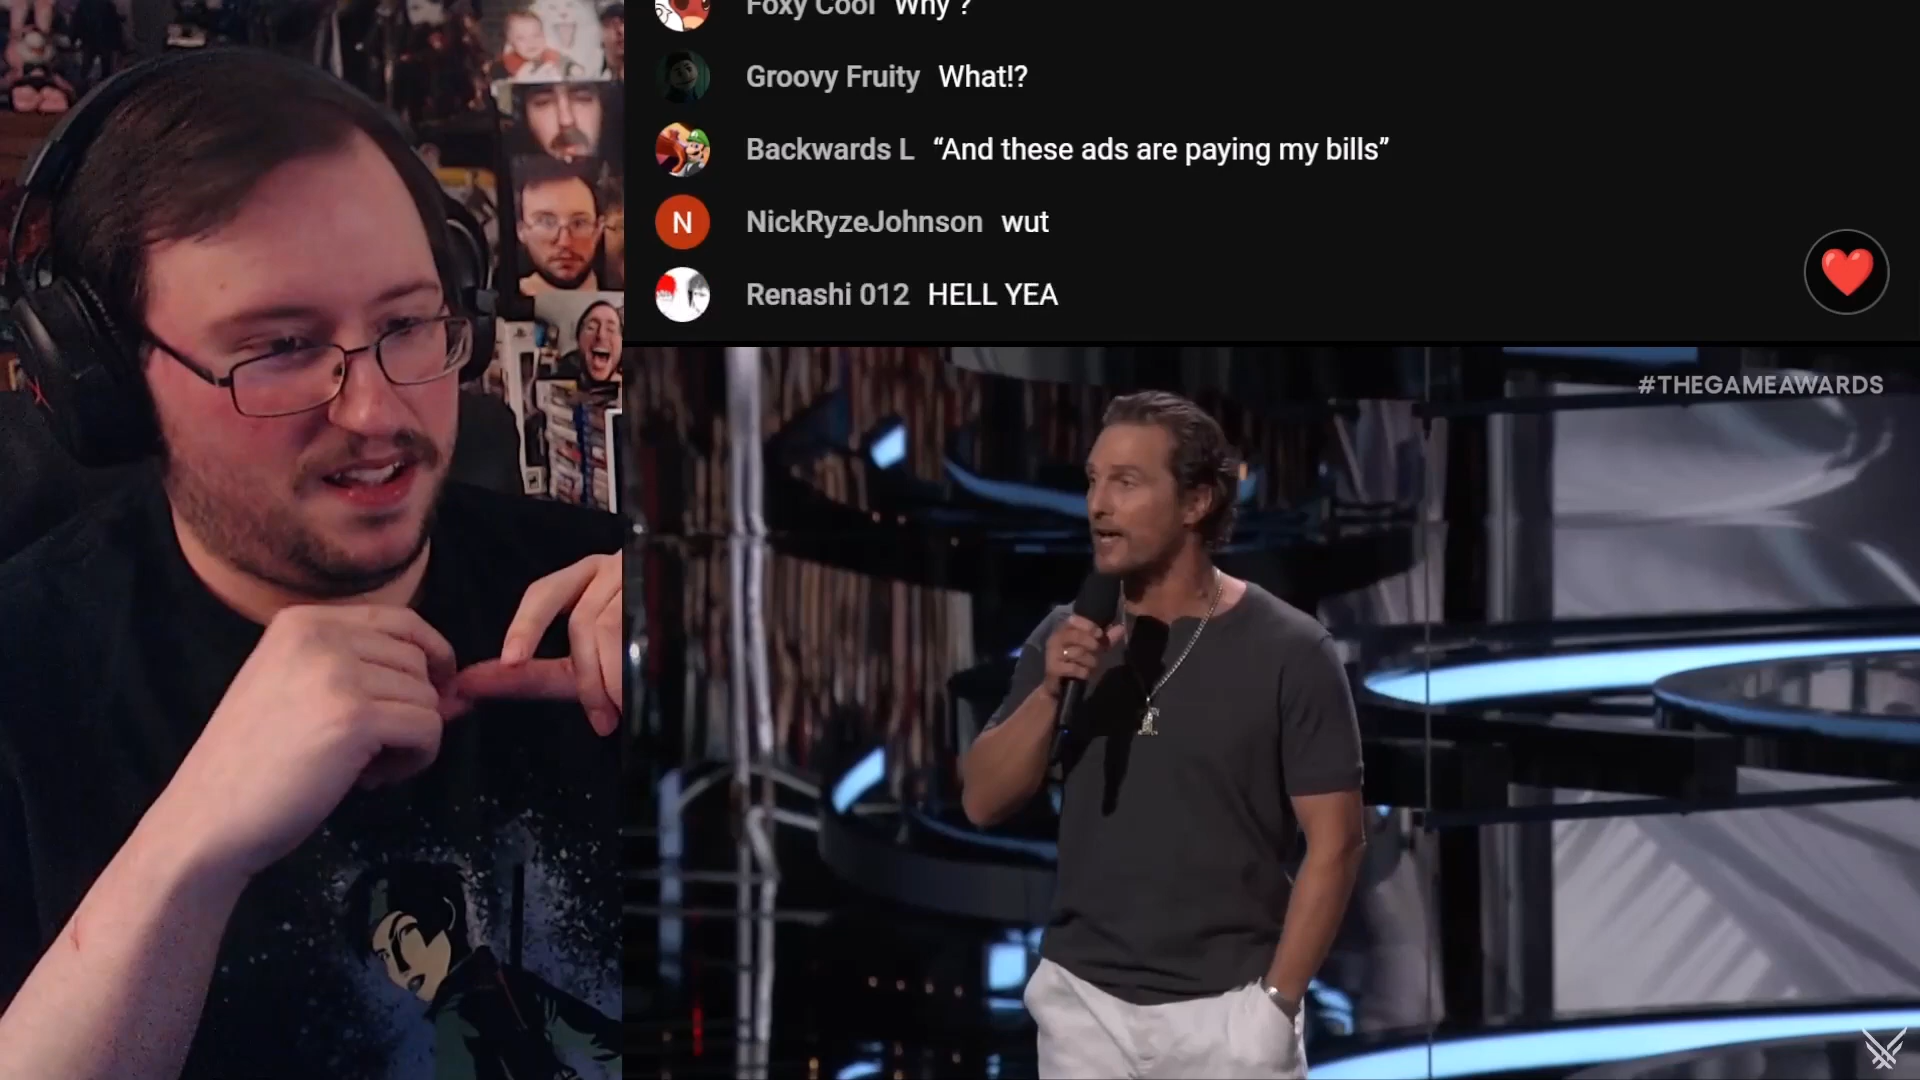 Foxy Cool Why ?
Groovy Fruity What!?
Backwards L “And these ads are paying my bills”
N NickRyzeJohnson wut
Renashi 012 HELL YEA
#THEGAMEAWARDS